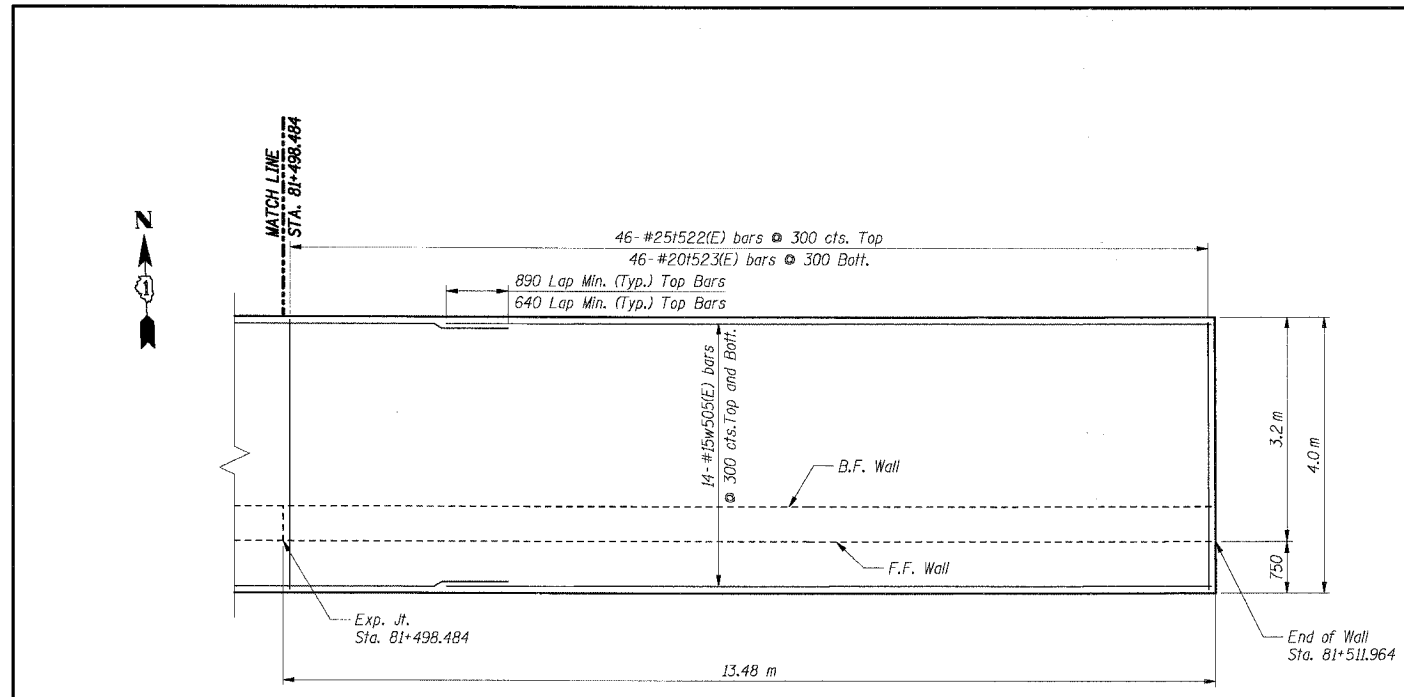 MATCH LINE
STA. 81+498.484
N
1
46-#25t522(E) bars @ 300 cts. Top
46-#20t523(E) bars @ 300 Bott.
890 Lap Min. (Typ.) Top Bars
640 Lap Min. (Typ.) Top Bars
14-#15w505(E) bars
@ 300 cts.Top and Bott.
3.2 m
4.0 m
B.F. Wall
F.F. Wall
750
Exp. Jt.
Sta. 81+498.484
End of Wall
Sta. 81+511.964
13.48 m